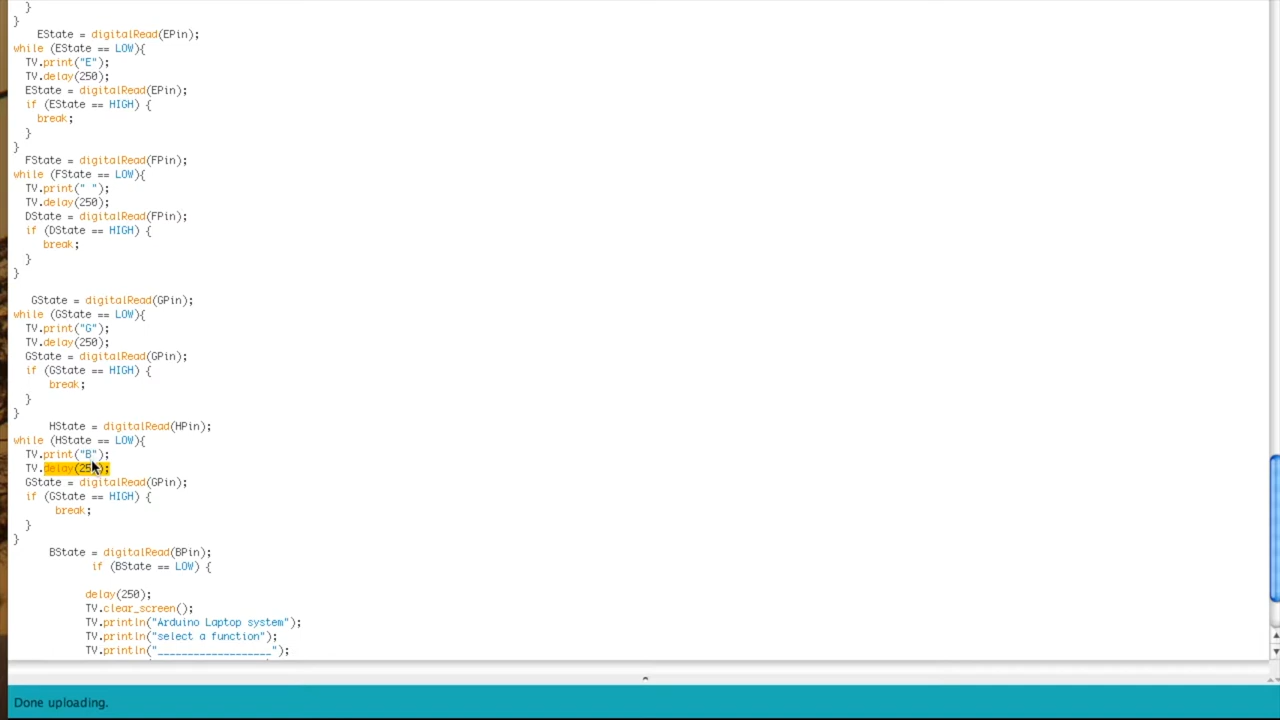 }
}
EState = digitalRead(EPin);
while (EState == LOW){
TV.print("E");
TV.delay(250);
EState = digitalRead(EPin);
if (EState == HIGH) {
break;
}
}
FState = digitalRead(FPin);
while (FState == LOW){
TV.print(" ");
TV.delay(250);
DState = digitalRead(FPin);
if (DState == HIGH) {
break;
}
}
GState = digitalRead(GPin);
while (GState == LOW){
TV.print("G");
TV.delay(250);
GState = digitalRead(GPin);
if (GState == HIGH) {
break;
}
}
HState = digitalRead(HPin);
while (HState == LOW){
TV.print("B");
TV.delay(250);
GState = digitalRead(GPin);
if (GState == HIGH) {
break;
}
}
BState = digitalRead(BPin);
if (BState == LOW) {
delay(250);
TV.clear_screen();
TV.println("Arduino Laptop system");
TV.println("select a function");
TV.println("___________________");
Done uploading.